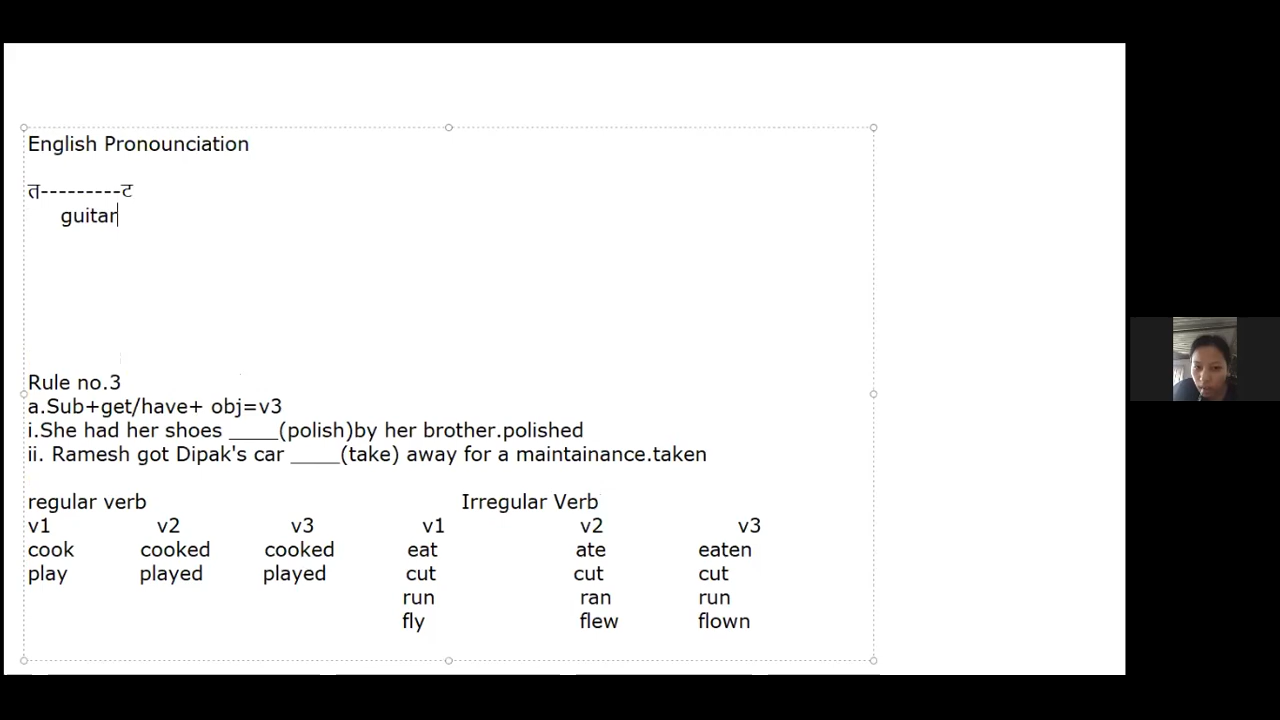 English Pronounciation
त---------ट
guitar
Rule no.3
a.Sub+get/have+ obj=v3
i.She had her shoes ____(polish)by her brother.polished
ii. Ramesh got Dipak's car ____(take) away for a maintainance.taken
regular verb Irregular Verb
v1 v2 v3 v1 v2 v3
cook cooked cooked eat ate eaten
play played played cut cut cut
run ran run
fly flew flown